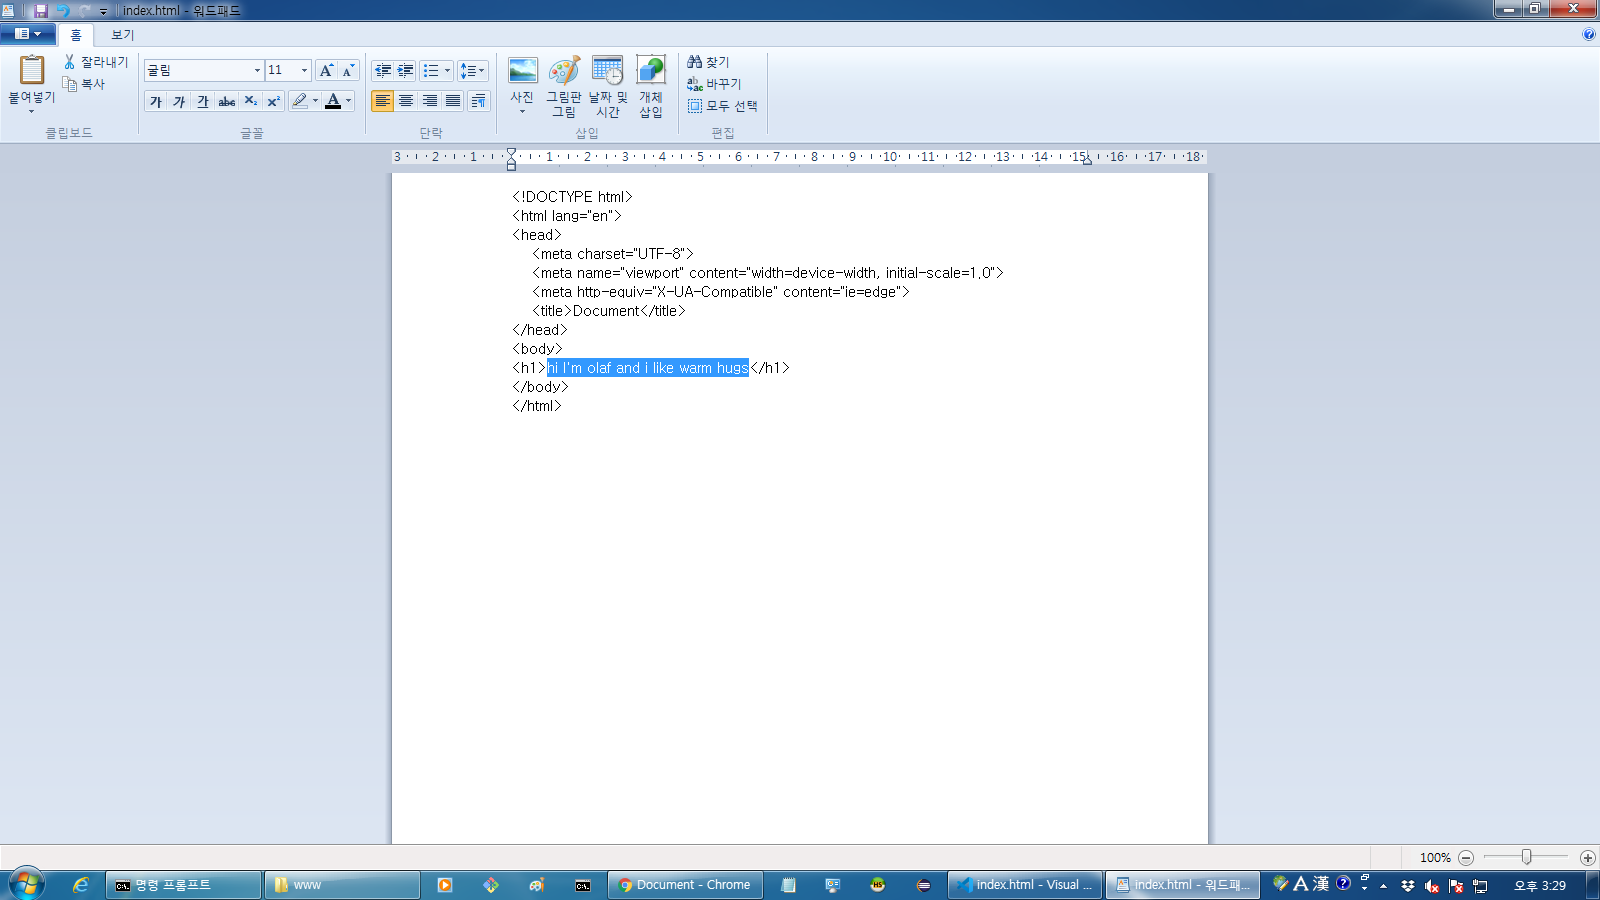 index.html - 워드패드
홈 보기
붙여넣기
잘라내기
복사
클립보드
굴림 11
가 가 가 abc X₂ X²
글꼴
단락
사진
그림판 그림
날짜 및 시간
개체 삽입
삽입
찾기
바꾸기
모두 선택
편집
3 2 1 1 2 3 4 5 6 7 8 9 10 11 12 13 14 15 16 17 18
<!DOCTYPE html>
<html lang="en">
<head>
    <meta charset="UTF-8">
    <meta name="viewport" content="width=device-width, initial-scale=1.0">
    <meta http-equiv="X-UA-Compatible" content="ie=edge">
    <title>Document</title>
</head>
<body>
<h1>hi I'm olaf and i like warm hugs</h1>
</body>
</html>
100%
명령 프롬프트 www Document - Chrome index.html - Visual ... index.html - 워드패... A 漢 오후 3:29